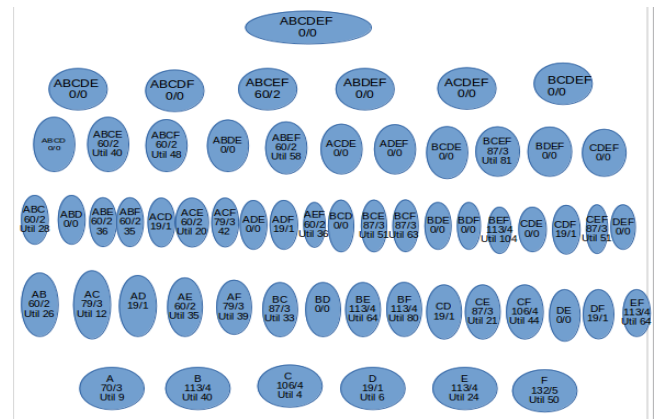 ABCDEF
0/0
ABCDE
0/0
ABCDF
0/0
ABCEF
60/2
ABDEF
0/0
ACDEF
0/0
BCDEF
0/0
ABCD
0/0
ABCE
60/2
Util 40
ABCF
60/2
Util 48
ABDE
0/0
ABEF
60/2
Util 58
ACDE
0/0
ADEF
0/0
BCDE
0/0
BCEF
87/3
Util 81
BDEF
0/0
CDEF
0/0
ABC
60/2
Util 28
ABD
0/0
ABE
60/2
36
ABF
60/2
35
ACD
19/1
ACE
60/2
Util 20
ACF
79/3
42
ADE
0/0
ADF
19/1
AEF
60/2
Util 36
BCD
0/0
BCE
87/3
Util 51
BCF
87/3
Util 63
BDE
0/0
BDF
0/0
BEF
113/4
Util 104
CDE
0/0
CDF
19/1
CEF
87/3
Util 51
DEF
0/0
AB
60/2
Util 26
AC
79/3
Util 12
AD
19/1
AE
60/2
Util 35
AF
79/3
Util 39
BC
87/3
Util 33
BD
0/0
BE
113/4
Util 64
BF
113/4
Util 80
CD
19/1
CE
87/3
Util 21
CF
106/4
Util 44
DE
0/0
DF
19/1
EF
113/4
Util 64
A
70/3
Util 9
B
113/4
Util 40
C
106/4
Util 4
D
19/1
Util 6
E
113/4
Util 24
F
132/5
Util 50